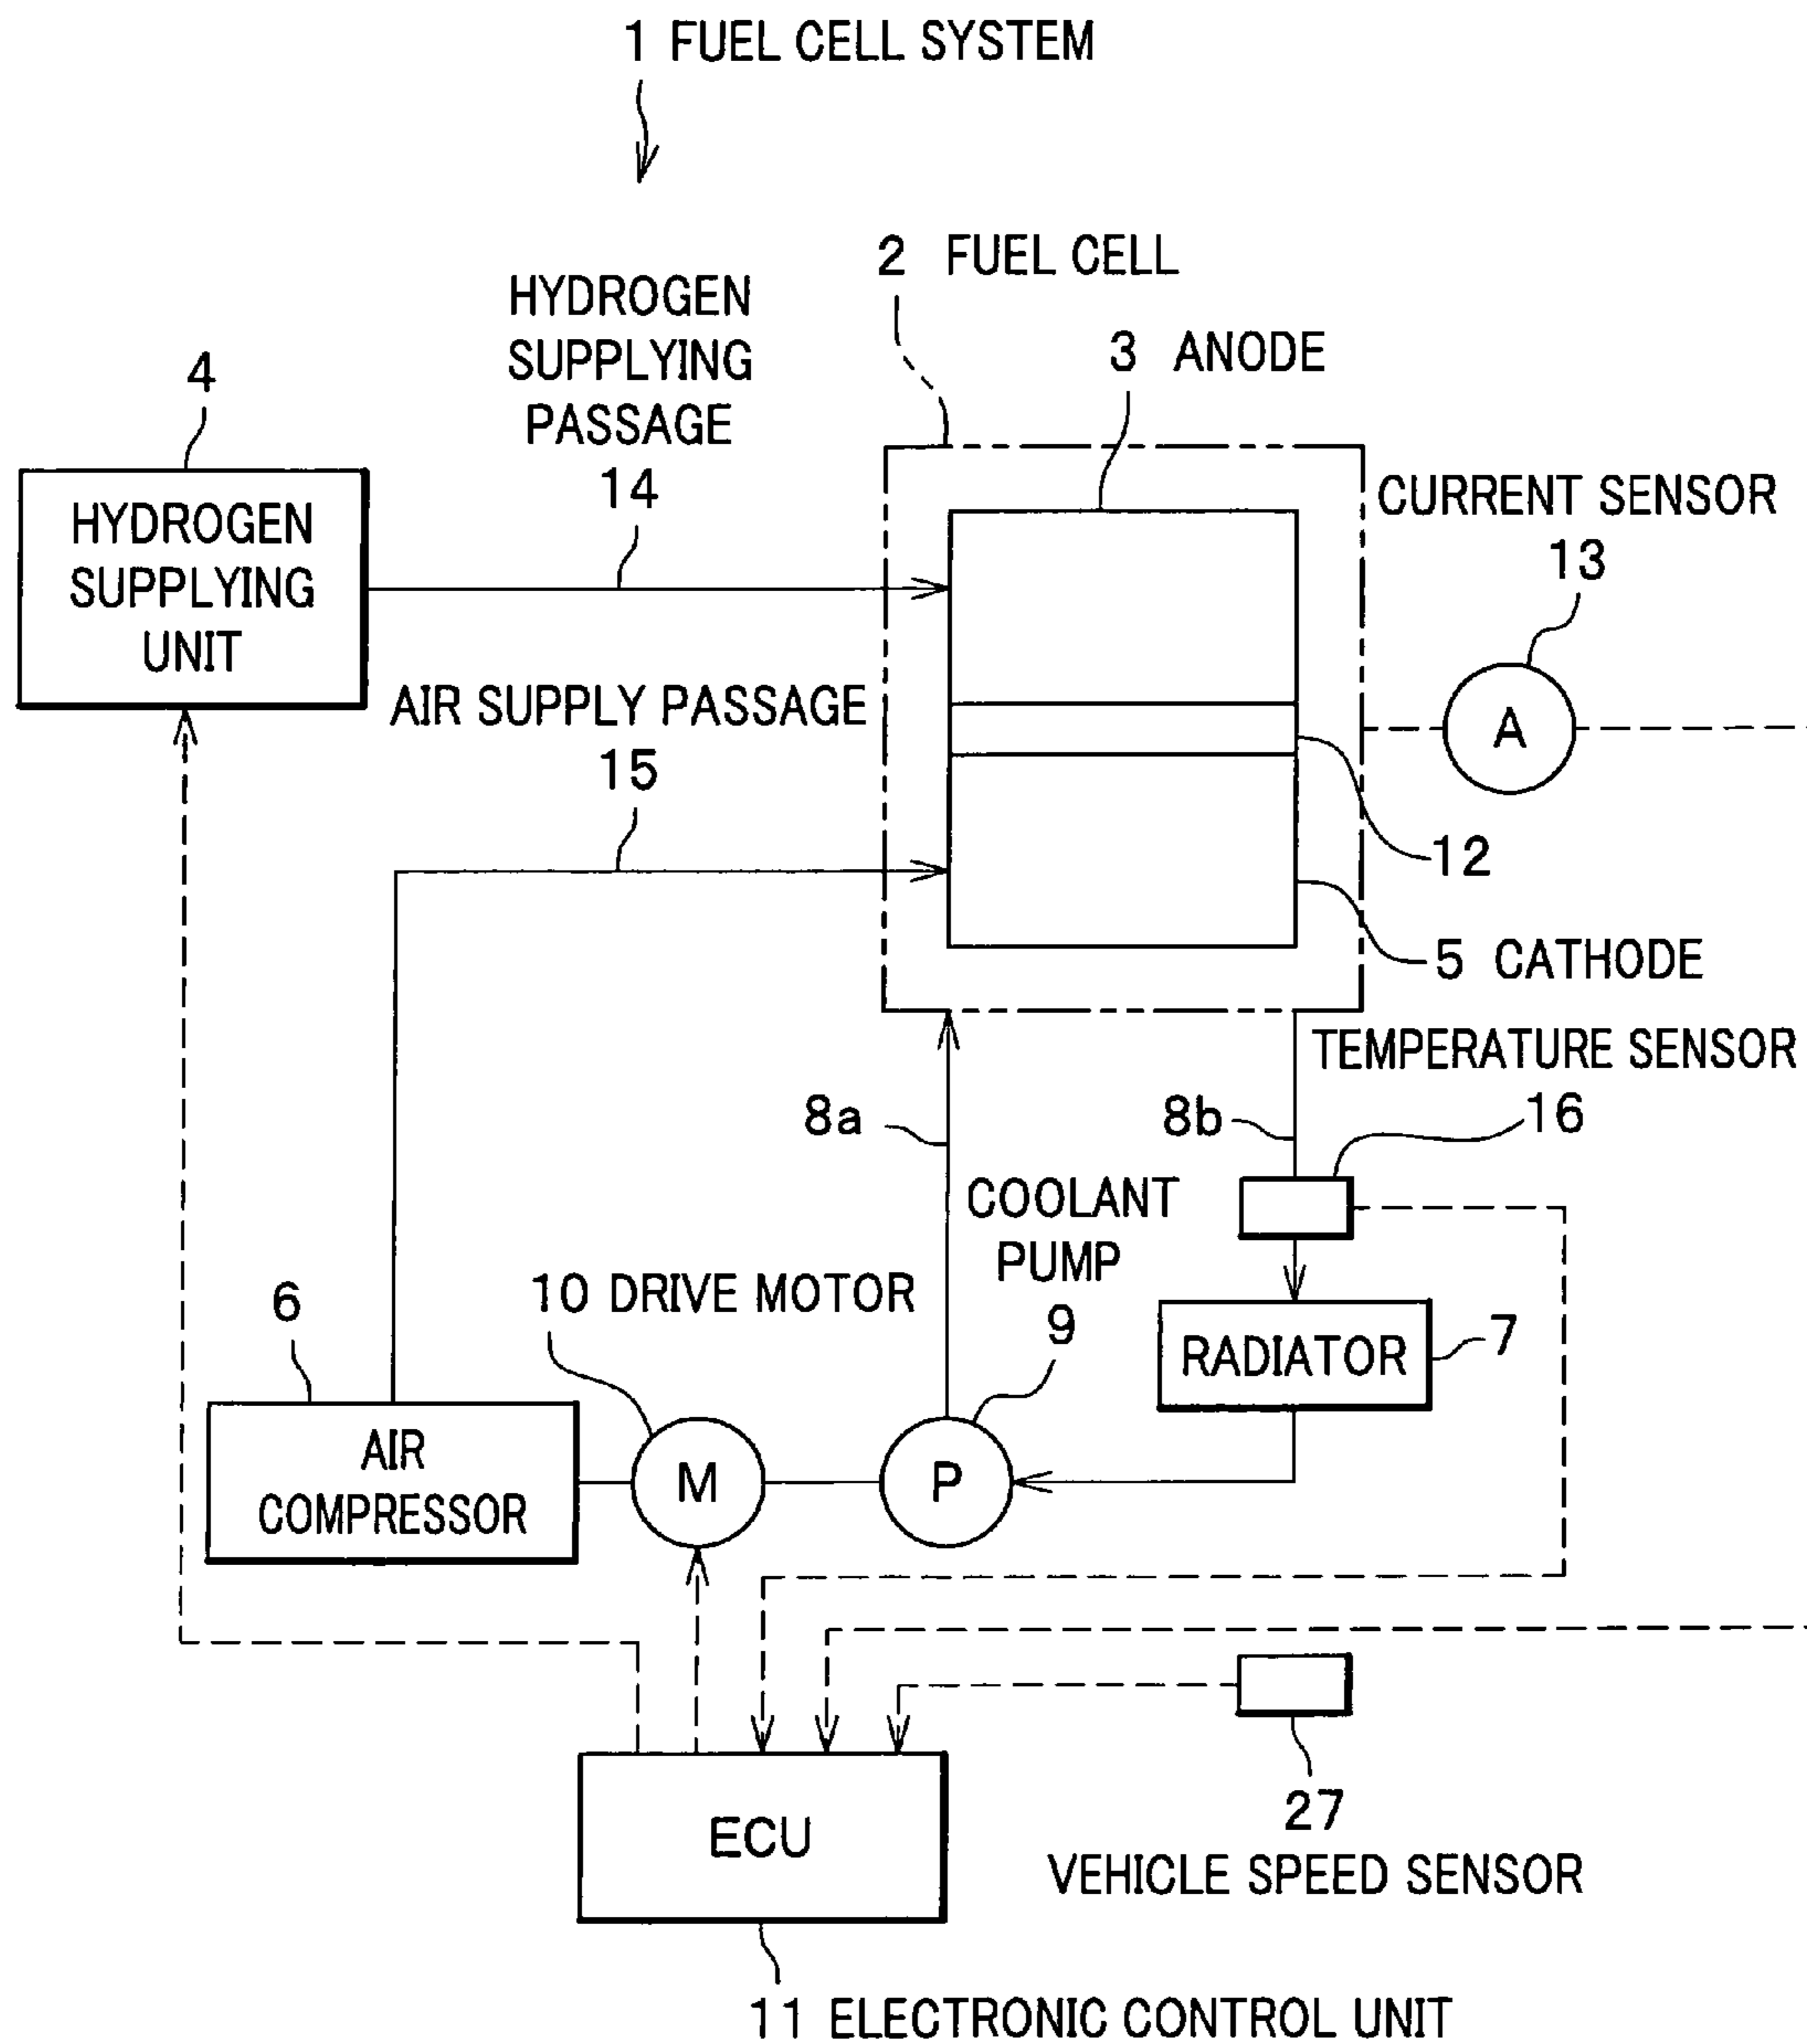 1 FUEL CELL SYSTEM
2 FUEL CELL
HYDROGEN
SUPPLYING
PASSAGE
14
3 ANODE
4
HYDROGEN
SUPPLYING
UNIT
CURRENT SENSOR
13
A
AIR SUPPLY PASSAGE
15
12
5 CATHODE
TEMPERATURE SENSOR
16
8a
8b
COOLANT
PUMP
9
10 DRIVE MOTOR
6
RADIATOR
7
AIR
COMPRESSOR
M
P
27
VEHICLE SPEED SENSOR
ECU
11 ELECTRONIC CONTROL UNIT